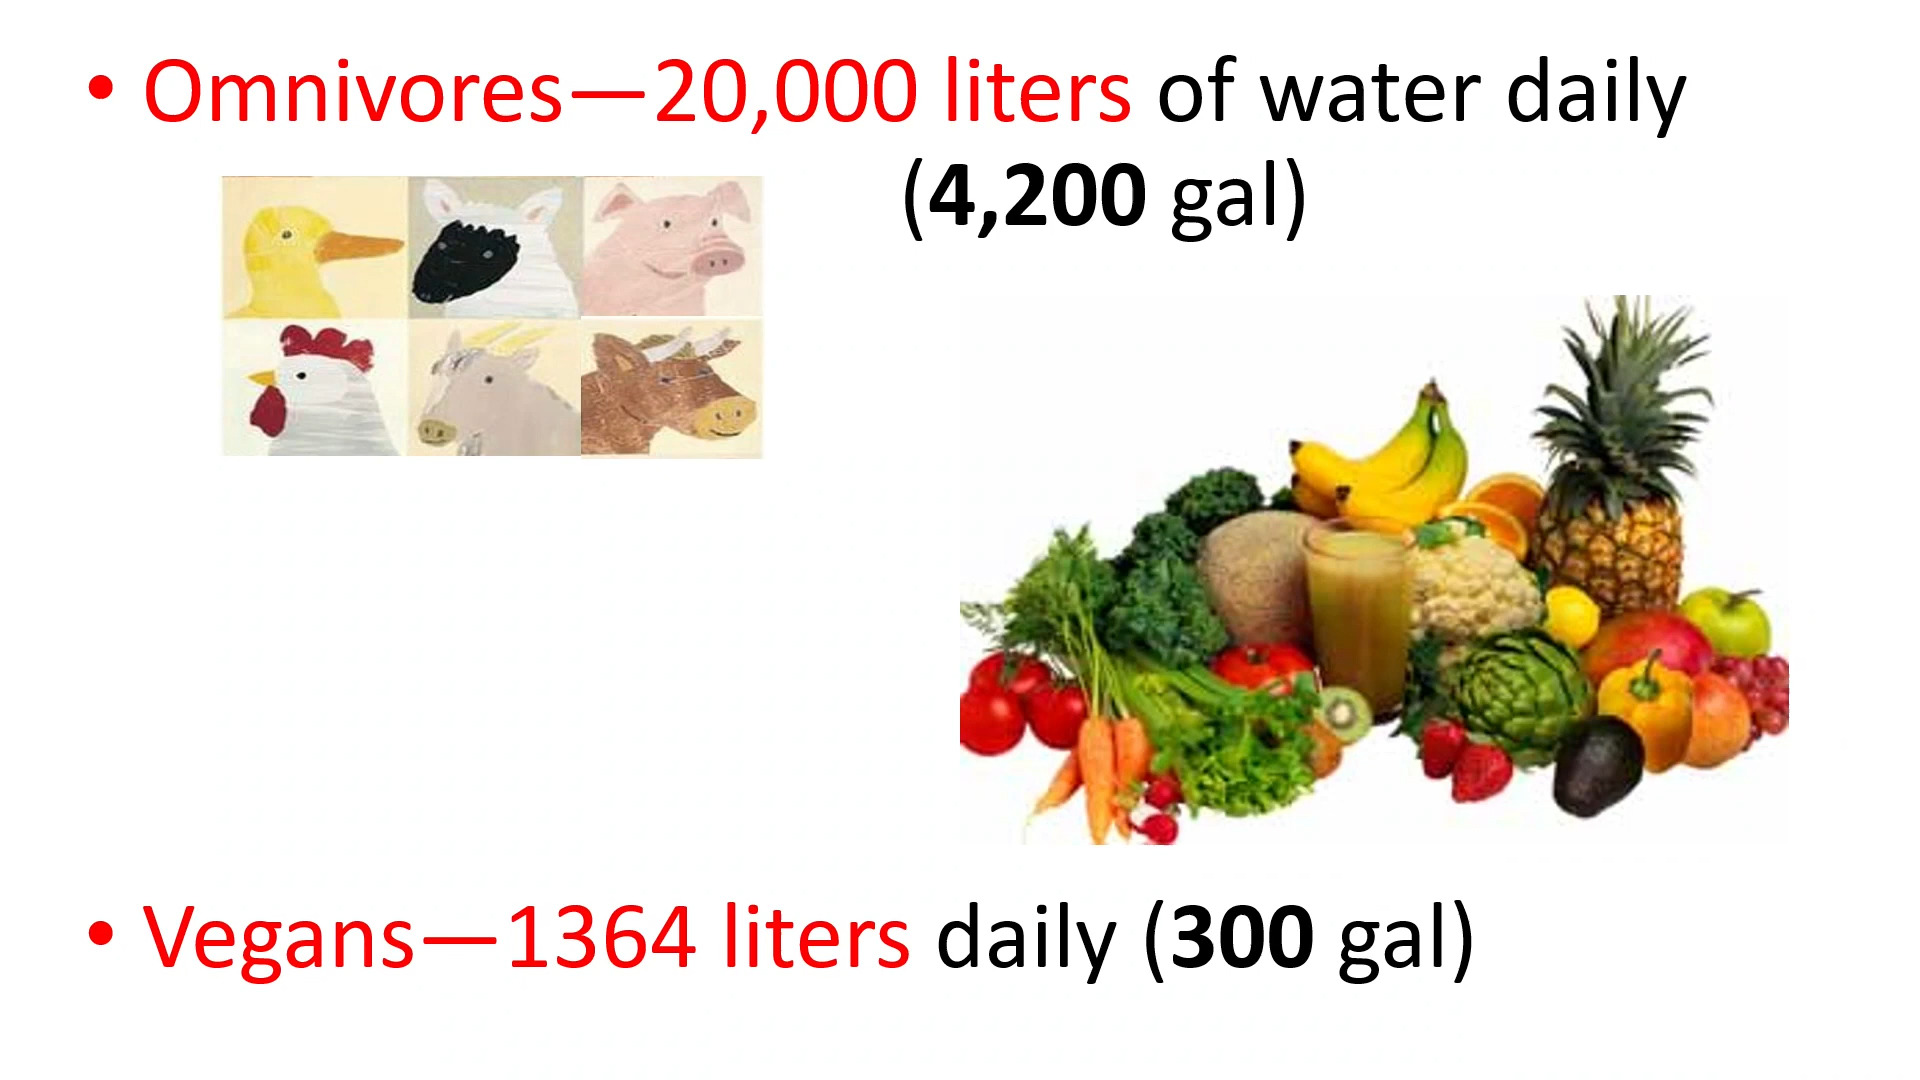 • Omnivores—20,000 liters of water daily
(4,200 gal)
• Vegans—1364 liters daily (300 gal)